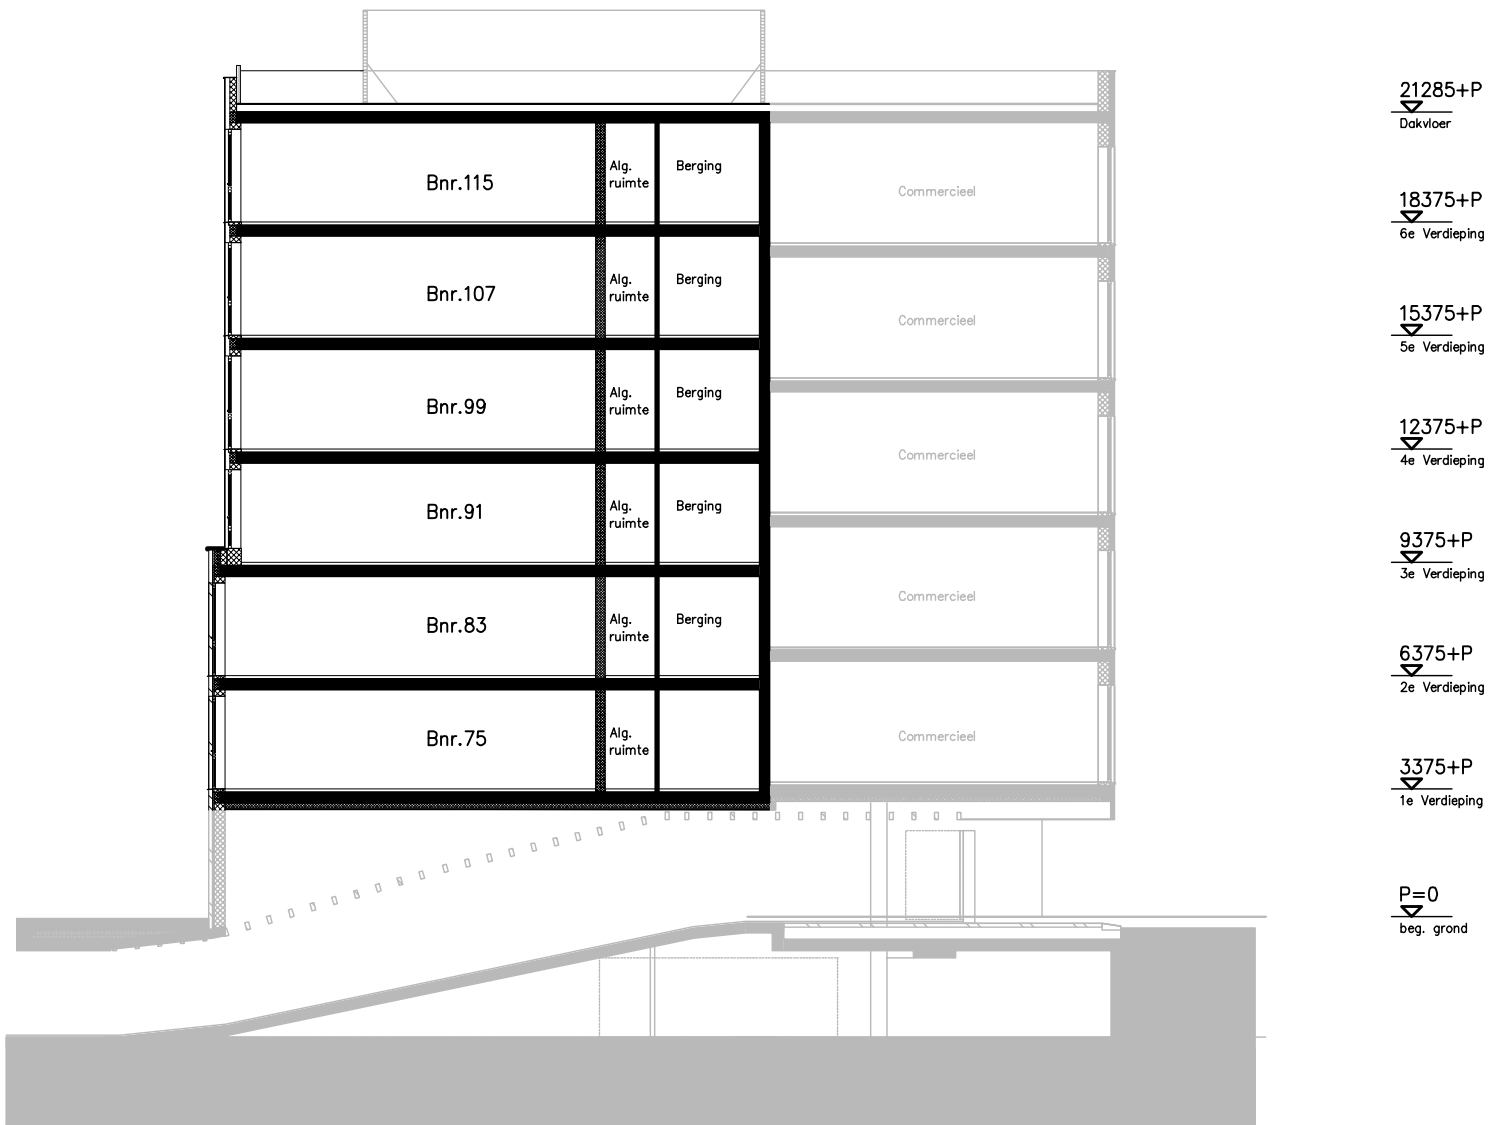 21285+P
Dakvloer
Bnr.115
Alg.
ruimte
Berging
Commercieel
18375+P
6e Verdieping
Bnr.107
Alg.
ruimte
Berging
Commercieel
15375+P
5e Verdieping
Bnr.99
Alg.
ruimte
Berging
Commercieel
12375+P
4e Verdieping
Bnr.91
Alg.
ruimte
Berging
Commercieel
9375+P
3e Verdieping
Bnr.83
Alg.
ruimte
Berging
6375+P
2e Verdieping
Bnr.75
Alg.
ruimte
Commercieel
3375+P
1e Verdieping
P=0
beg. grond